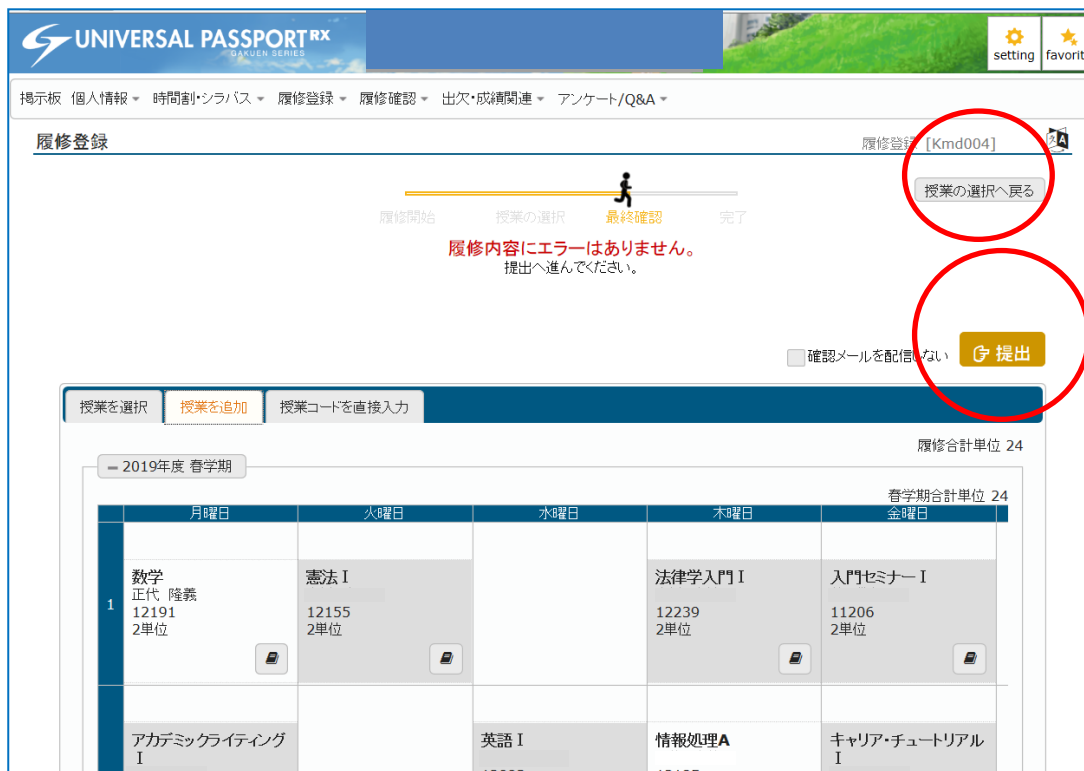 UNIVERSAL PASSPORT RX
GAKUEN SERIES
setting
favorit
掲示板 個人情報 時間割・シラバス 履修登録 履修確認 出欠・成績関連 アンケート/Q&A
履修登録
履修登録 [Kmd004]
授業の選択へ戻る
履修開始 授業の選択 最終確認 完了
履修内容にエラーはありません。
提出へ進んでください。
確認メールを配信しない
提出
授業を選択 授業を追加 授業コードを直接入力
履修合計単位 24
2019年度 春学期
春学期合計単位 24
月曜日 火曜日 水曜日 木曜日 金曜日
1
数学
正代 隆義
12191
2単位
憲法Ⅰ
12155
2単位
法律学入門Ⅰ
12239
2単位
入門セミナーⅠ
11206
2単位
アカデミックライティング
Ⅰ
英語Ⅰ
情報処理A
キャリア・チュートリアル
Ⅰ